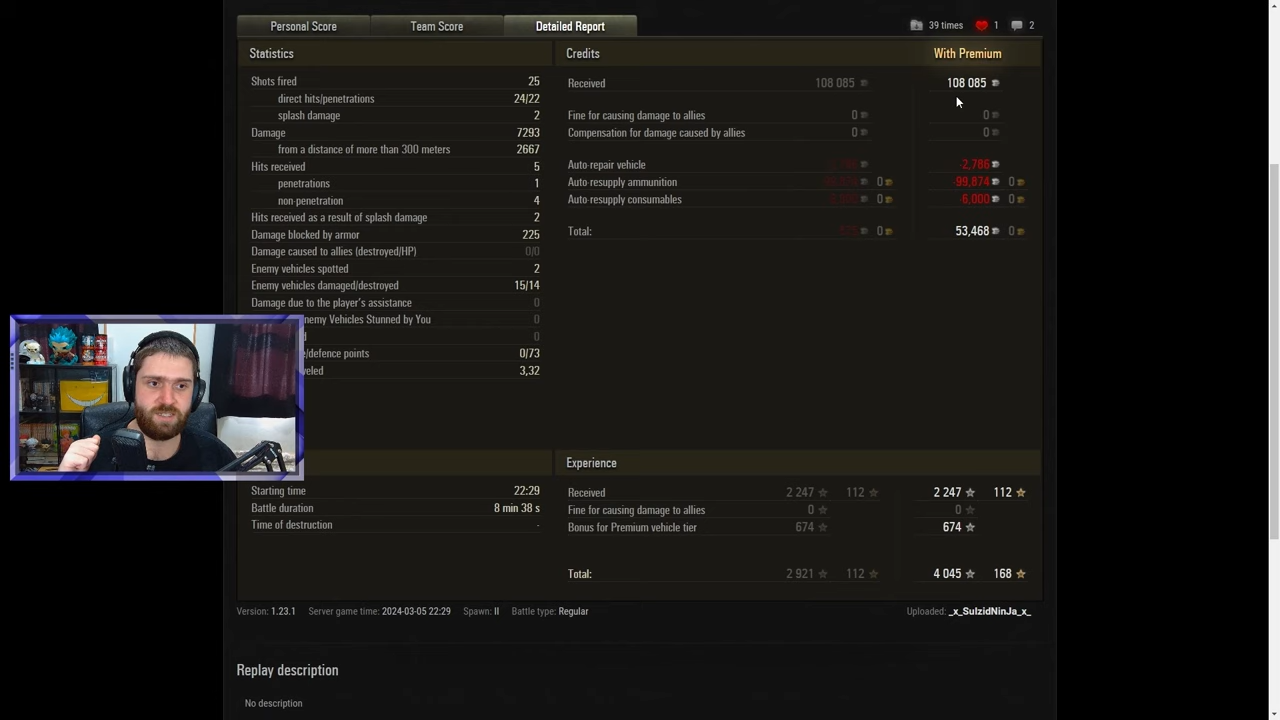 Personal Score Team Score Detailed Report 39 times 1 2
Statistics Credits With Premium
Shots fired 25 Received 108 085 108 085
direct hits/penetrations 24/22
splash damage 2 Fine for causing damage to allies 0 0
Damage 7293 Compensation for damage caused by allies 0 0
from a distance of more than 300 meters 2667
Hits received 5 Auto-repair vehicle -2,786
penetrations 1 Auto-resupply ammunition 0 -99,874 0
non-penetration 4 Auto-resupply consumables 0 -6,000 0
Hits received as a result of splash damage 2
Damage blocked by armor 225 Total: 0 53,468 0
Damage caused to allies (destroyed/HP) 0/0
Enemy vehicles spotted 2
Enemy vehicles damaged/destroyed 15/14
Damage due to the player's assistance 0
nemy Vehicles Stunned by You 0
d 0
e/defence points 0/73
veled 3,32
Experience
Starting time 22:29 Received 2 247 112 2 247 112
Battle duration 8 min 38 s Fine for causing damage to allies 0 0
Time of destruction - Bonus for Premium vehicle tier 674 674
Total: 2 921 112 4 045 168
Version: 1.23.1 Server game time: 2024-03-05 22:29 Spawn: II Battle type: Regular Uploaded: _x_SulzidNinJa_x_
Replay description
No description